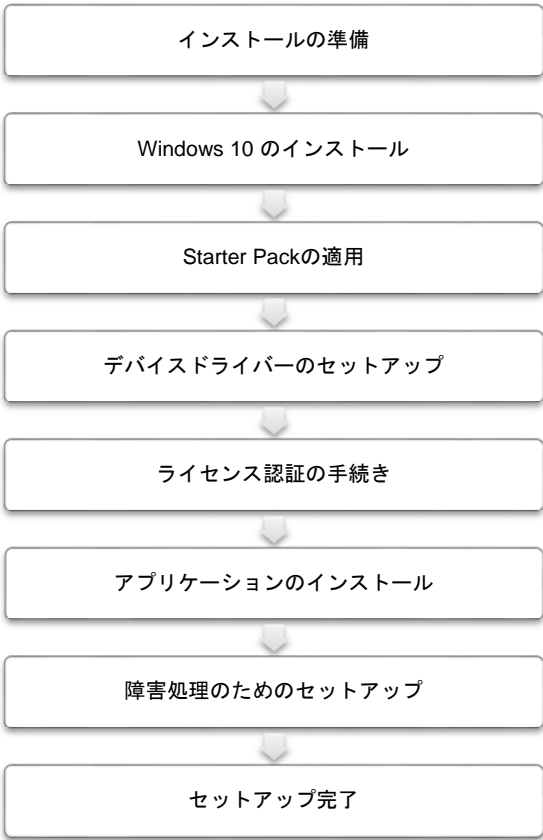 インストールの準備
Windows 10 のインストール
Starter Packの適用
デバイスドライバーのセットアップ
ライセンス認証の手続き
アプリケーションのインストール
障害処理のためのセットアップ
セットアップ完了